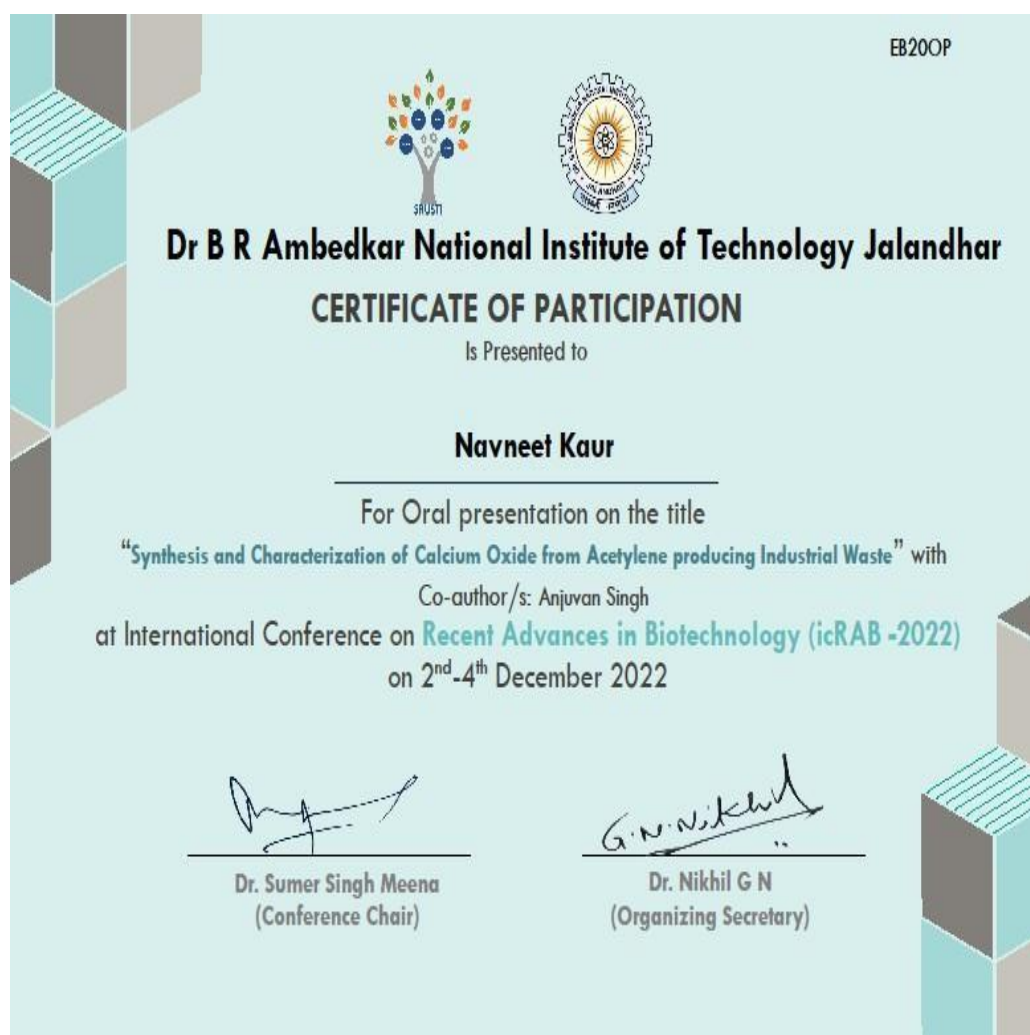 EB20OP
SRUSTI
JALANDHAR
Dr B R Ambedkar National Institute of Technology Jalandhar
CERTIFICATE OF PARTICIPATION
Is Presented to
Navneet Kaur
For Oral presentation on the title
“Synthesis and Characterization of Calcium Oxide from Acetylene producing Industrial Waste” with
Co-author/s: Anjuvan Singh
at International Conference on Recent Advances in Biotechnology (icRAB -2022)
on 2nd-4th December 2022
G.N.Nikhil
Dr. Sumer Singh Meena
Dr. Nikhil G N
(Conference Chair)
(Organizing Secretary)